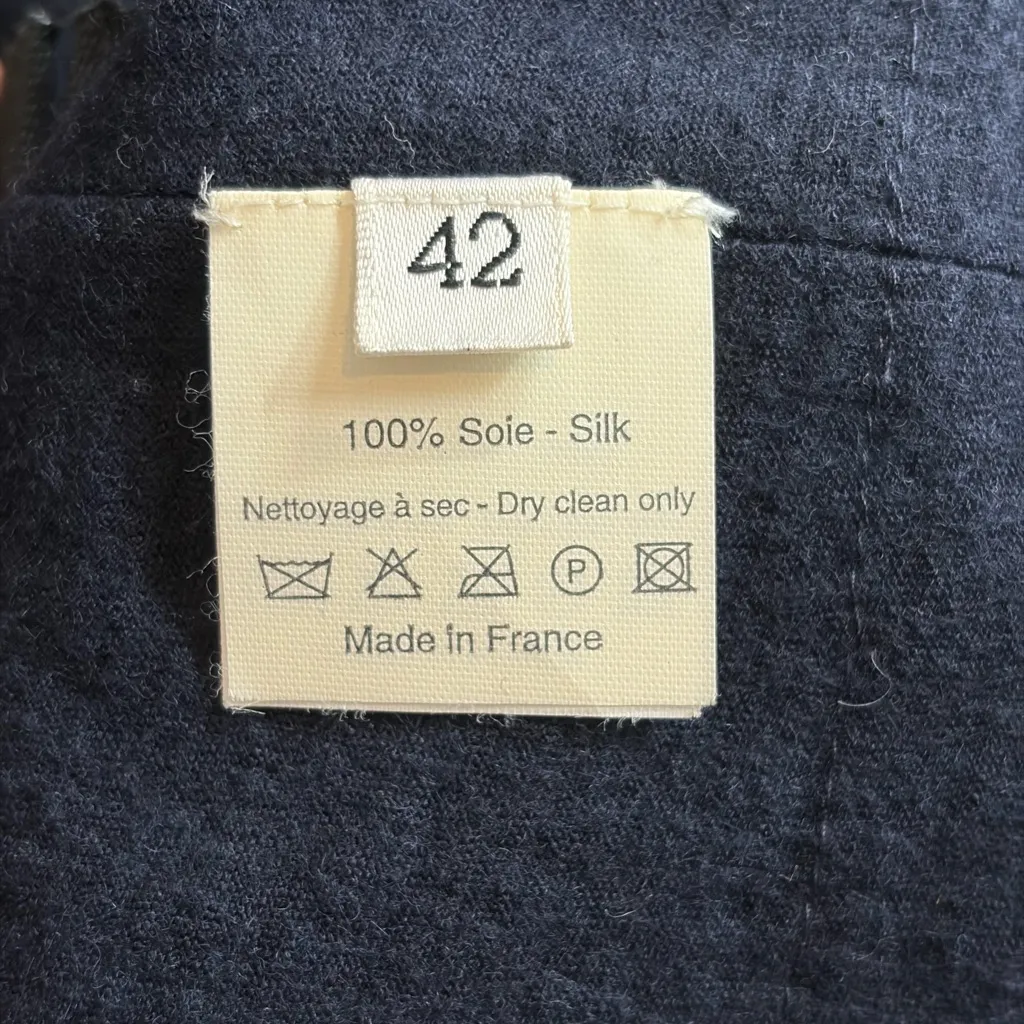 42
100% Soie - Silk
Nettoyage à sec - Dry clean only
P
Made in France